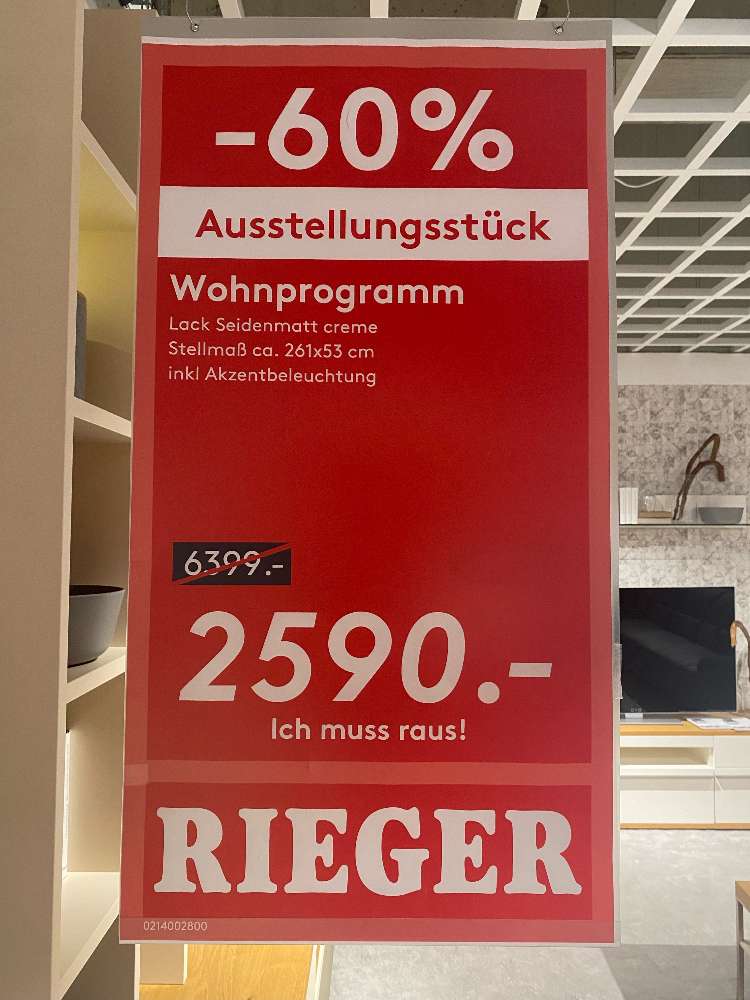 -60%
Ausstellungsstück
Wohnprogramm
Lack Seidenmatt creme
Stellmaß ca. 261x53 cm
inkl Akzentbeleuchtung
6399.-
2590.-
Ich muss raus!
RIEGER
0214002800